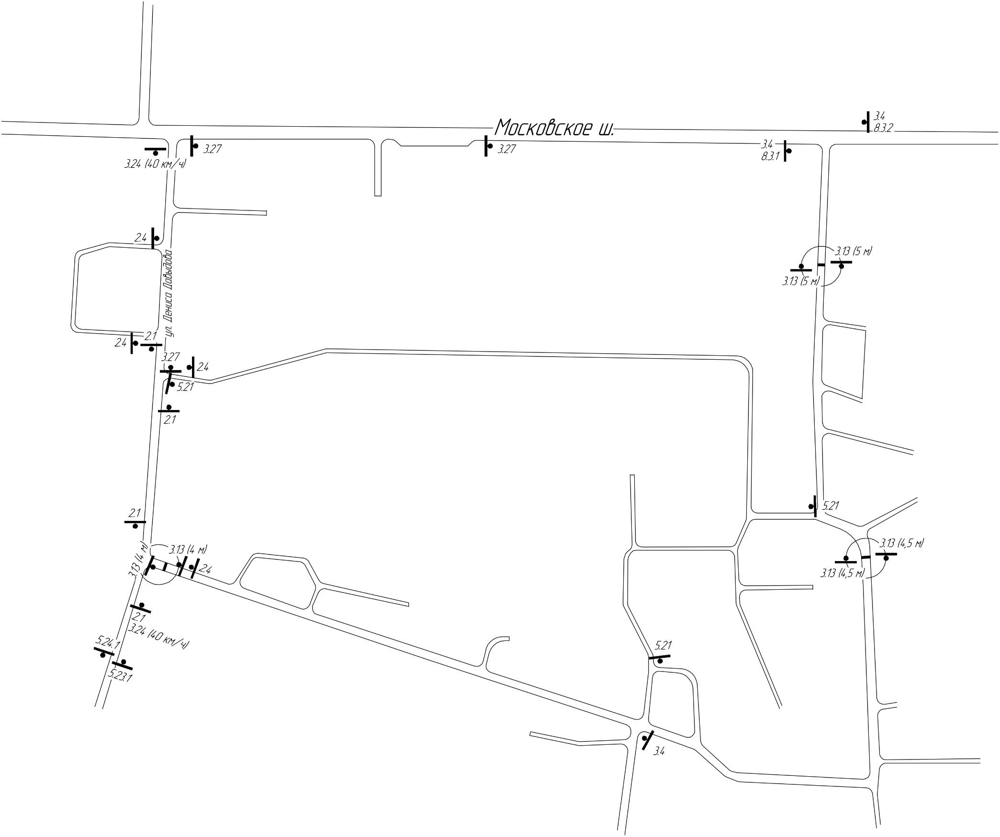 Московское ш.
3.4
8.3.2
3.4
8.3.1
3.27
3.27
3.24 (40 км/ч)
2.4
3.13 (5 м)
3.13 (5 м)
ул. Дениса Давыдова
2.1
2.4
3.27
2.4
5.21
2.1
2.1
5.21
3.13 (4 м)
3.13 (4 м)
2.4
3.13 (4,5 м)
3.13 (4,5 м)
2.1
3.24 (40 км/ч)
5.24.1
5.23.1
5.21
3.4